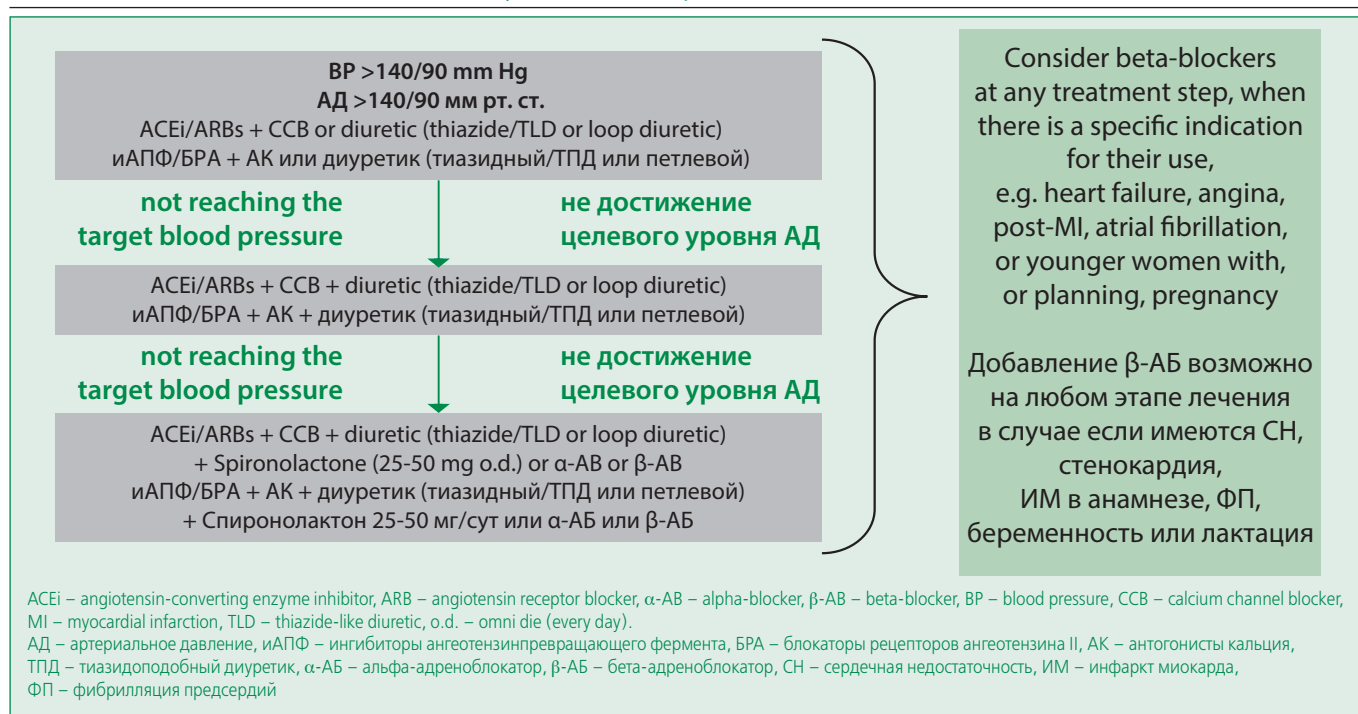 BP >140/90 mm Hg
АД >140/90 мм рт. ст.
ACEi/ARBs + CCB or diuretic (thiazide/TLD or loop diuretic)
иАПФ/БРА + АК или диуретик (тиазидный/ТПД или петлевой)
not reaching the
target blood pressure
не достижение
целевого уровня АД
ACEi/ARBs + CCB + diuretic (thiazide/TLD or loop diuretic)
иАПФ/БРА + АК + диуретик (тиазидный/ТПД или петлевой)
not reaching the
target blood pressure
не достижение
целевого уровня АД
ACEi/ARBs + CCB + diuretic (thiazide/TLD or loop diuretic)
+ Spironolactone (25-50 mg o.d.) or α-AB or β-AB
иАПФ/БРА + АК + диуретик (тиазидный/ТПД или петлевой)
+ Спиронолактон 25-50 мг/сут или α-АБ или β-АБ
Consider beta-blockers
at any treatment step, when
there is a specific indication
for their use,
e.g. heart failure, angina,
post-MI, atrial fibrillation,
or younger women with,
or planning, pregnancy
Добавление β-АБ возможно
на любом этапе лечения
в случае если имеются СН,
стенокардия,
ИМ в анамнезе, ФП,
беременность или лактация
ACEi – angiotensin-converting enzyme inhibitor, ARB – angiotensin receptor blocker, α-AB – alpha-blocker, β-AB – beta-blocker, BP – blood pressure, CCB – calcium channel blocker,
MI – myocardial infarction, TLD – thiazide-like diuretic, o.d. – omni die (every day).
АД – артериальное давление, иАПФ – ингибиторы ангеотензинпревращающего фермента, БРА – блокаторы рецепторов ангеотензина II, АК – антогонисты кальция,
ТПД – тиазидоподобный диуретик, α-АБ – альфа-адреноблокатор, β-АБ – бета-адреноблокатор, СН – сердечная недостаточность, ИМ – инфаркт миокарда,
ФП – фибрилляция предсердий